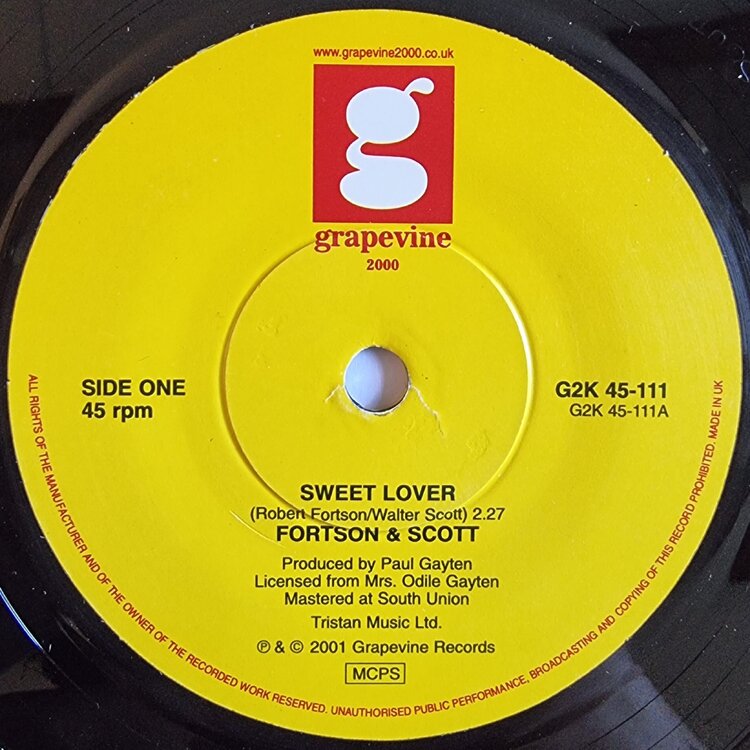 www.grapevine2000.co.uk
g
grapevine
2000
SIDE ONE
45 rpm
G2K 45-111
G2K 45-111A
SWEET LOVER
(Robert Fortson/Walter Scott) 2.27
FORTSON & SCOTT
Produced by Paul Gayten
Licensed from Mrs. Odile Gayten
Mastered at South Union
Tristan Music Ltd.
℗ & © 2001 Grapevine Records
MCPS
ALL RIGHTS OF THE MANUFACTURER AND OF THE OWNER OF THE RECORDED WORK RESERVED. UNAUTHORISED PUBLIC PERFORMANCE, BROADCASTING AND COPYING OF THIS RECORD PROHIBITED. MADE IN UK